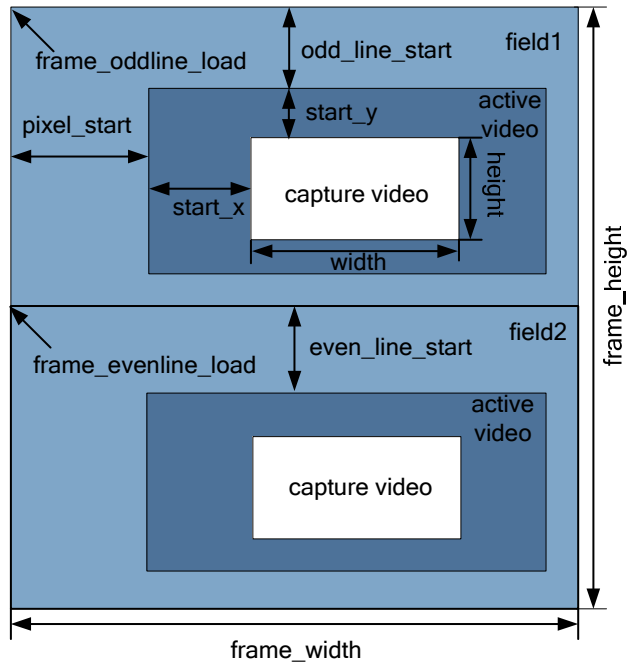 frame_oddline_load
odd_line_start
field1
pixel_start
start_y
active
video
start_x
capture video
height
width
frame_height
frame_evenline_load
even_line_start
field2
active
video
capture video
frame_width